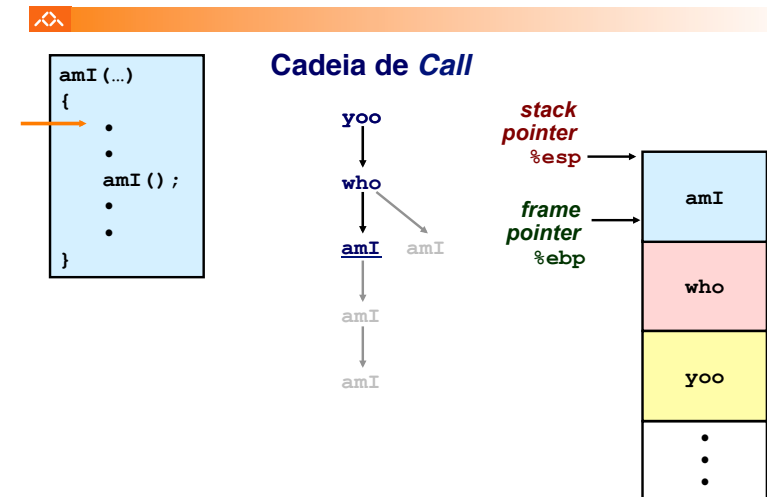 Cadeia de Call
amI(…)
{
•
•
amI();
•
•
}
yoo
who
amI amI
amI
amI
stack
pointer
%esp
frame
pointer
%ebp
amI
who
yoo
•
•
•